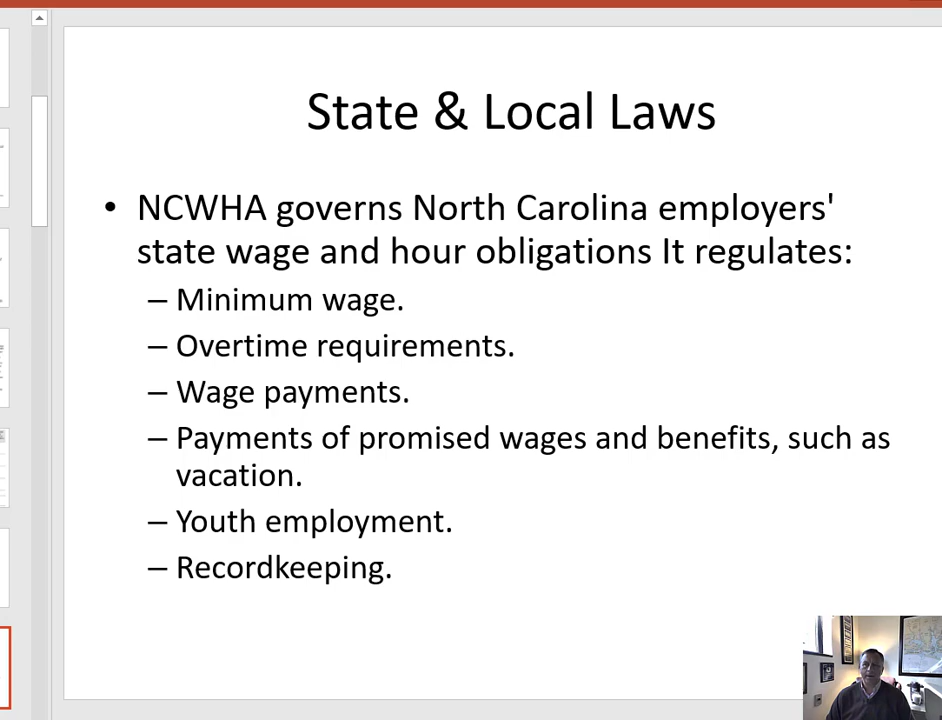 State & Local Laws
• NCWHA governs North Carolina employers'
state wage and hour obligations It regulates:
– Minimum wage.
– Overtime requirements.
– Wage payments.
– Payments of promised wages and benefits, such as
vacation.
– Youth employment.
– Recordkeeping.